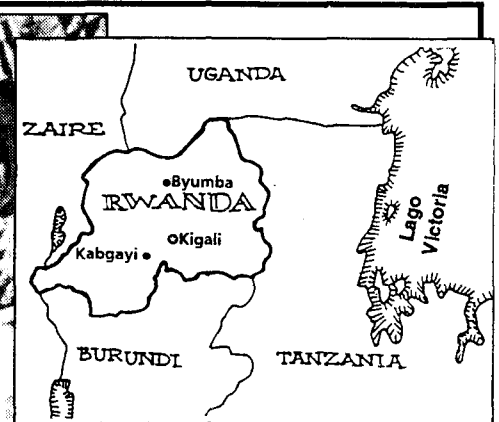 UGANDA
ZAIRE
Byumba
RWANDA
Kigali
Kabgayi
Lago
Victoria
BURUNDI
TANZANIA